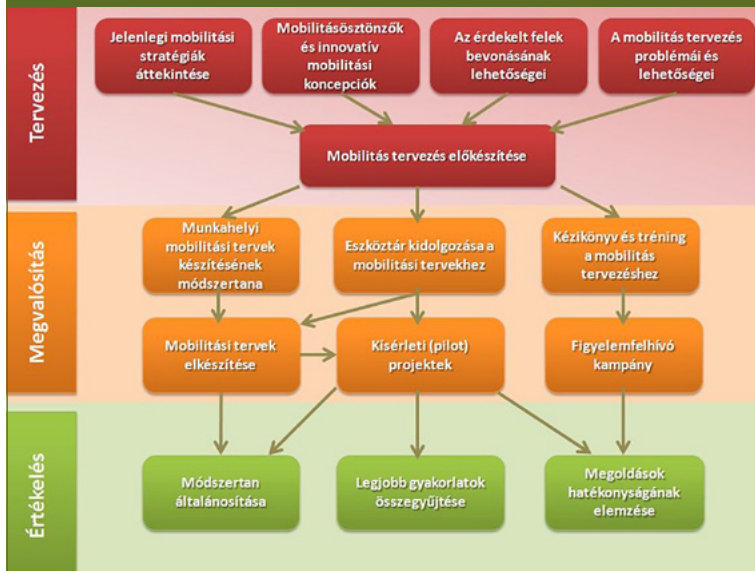 Tervezés
Jelenlegi mobilitási
stratégiák
áttekintése
Mobilitásösztönzők
és innovatív
mobilitási
koncepciók
Az érdekelt felek
bevonásának
lehetőségei
A mobilitás tervezés
problémái és
lehetőségei
Mobilitás tervezés előkészítése
Megvalósítás
Munkahelyi
mobilitási tervek
készítésének
módszertana
Eszköztár kidolgozása a
mobilitási tervekhez
Kézikönyv és tréning
a mobilitás
tervezéshez
Mobilitási tervek
elkészítése
Kísérleti (pilot)
projektek
Figyelemfelhívó
kampány
Értékelés
Módszertan
általánosítása
Legjobb gyakorlatok
összegyűjtése
Megoldások
hatékonyságának
elemzése